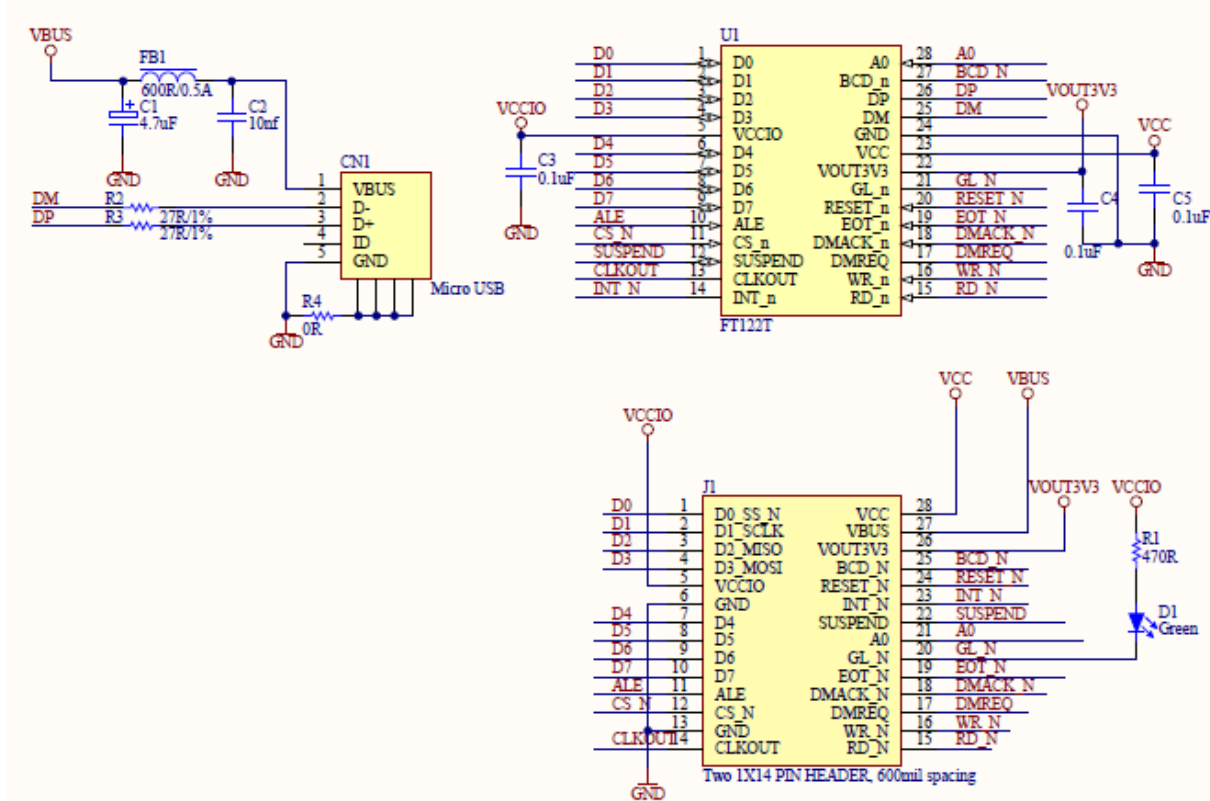 VBUS
FB1
600R/0.5A
C1
4.7uF
C2
10nf
GND
GND
CN1
DM
R2
1
VBUS
DP
R3
27R/1%
2
D-
27R/1%
3
D+
4
ID
5
GND
R4
0R
GND
Micro USB
U1
D0
1
D0
A0
28
A0
D1
2
D1
BCD_n
27
BCD_N
D2
3
D2
DP
26
DP
D3
4
D3
DM
25
DM
VCCIO
5
VCCIO
GND
24
D4
6
D4
VCC
23
D5
7
D5
VOUT3V3
22
D6
8
D6
GL_n
21
GL_N
D7
9
D7
RESET_n
20
RESET_N
ALE
10
ALE
EOT_n
19
EOT_N
CS_N
11
CS_n
DMACK_n
18
DMACK_N
SUSPEND
12
SUSPEND
DMREQ
17
DMREQ
CLKOUT
13
CLKOUT
WR_n
16
WR_N
INT_N
14
INT_n
RD_n
15
RD_N
FT122T
C3
0.1uF
GND
VOUT3V3
VCC
C4
0.1uF
C5
0.1uF
GND
VCC
VBUS
VCCIO
VOUT3V3
VCCIO
J1
D0
1
D0_SS_N
VCC
28
D1
2
D1_SCLK
VBUS
27
D2
3
D2_MISO
VOUT3V3
26
D3
4
D3_MOSI
BCD_N
25
BCD_N
5
VCCIO
RESET_N
24
RESET_N
6
GND
INT_N
23
INT_N
D4
7
D4
SUSPEND
22
SUSPEND
D5
8
D5
A0
21
A0
D6
9
D6
GL_N
20
GL_N
D7
10
D7
EOT_N
19
EOT_N
ALE
11
ALE
DMACK_N
18
DMACK_N
CS_N
12
CS_N
DMREQ
17
DMREQ
13
GND
WR_N
16
WR_N
CLKOUT
14
CLKOUT
RD_N
15
RD_N
R1
470R
D1
Green
Two 1X14 PIN HEADER, 600mil spacing
GND